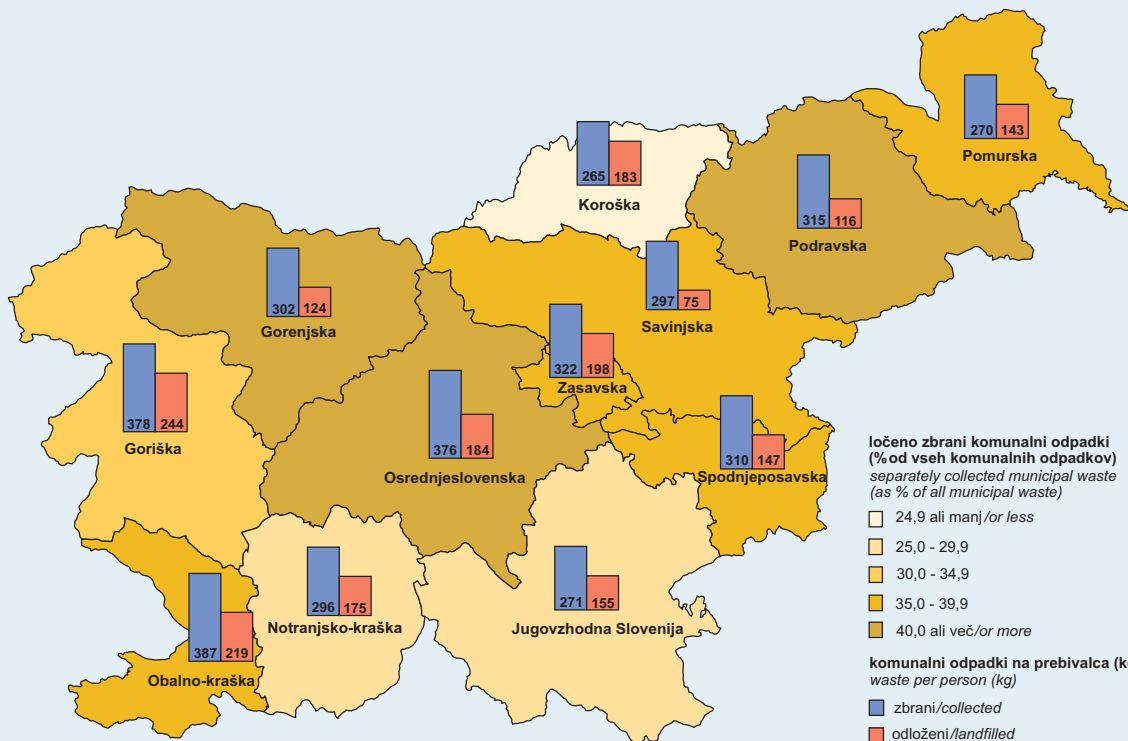 270 143
Pomurska
265 183
Koroška
315 116
Podravska
297 75
Savinjska
302 124
Gorenjska
322 198
Zasavska
378 244
Goriška
376 184
Osrednjeslovenska
310 147
Spodnjeposavska
296 175
Notranjsko-kraška
271 155
Jugovzhodna Slovenija
387 219
Obalno-kraška
ločeno zbrani komunalni odpadki
(% od vseh komunalnih odpadkov)
separately collected municipal waste
(as % of all municipal waste)
24,9 ali manj/or less
25,0 - 29,9
30,0 - 34,9
35,0 - 39,9
40,0 ali več/or more
komunalni odpadki na prebivalca
waste per person (kg)
zbrani/collected
odloženi/landfilled